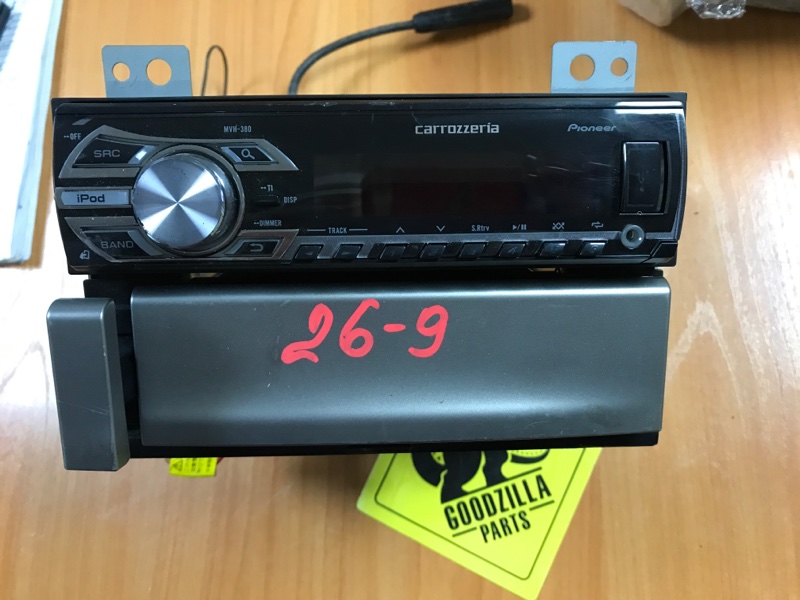 carrozzeria
Pioneer
MVH-380
OFF
SRC
iPod
TI
DISP
DIMMER
BAND
TRACK
S.Rtrv
26-9
GOODZILLA
PARTS